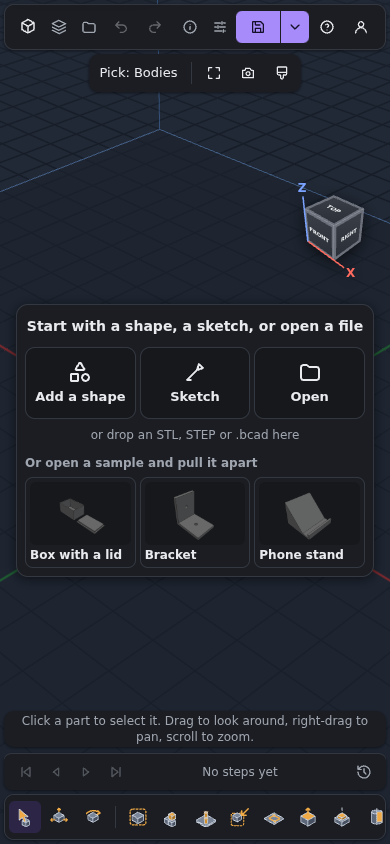 Pick: Bodies
Z
TOP
FRONT
RIGHT
X
Start with a shape, a sketch, or open a file
Add a shape
Sketch
Open
or drop an STL, STEP or .bcad here
Or open a sample and pull it apart
Box with a lid
Bracket
Phone stand
Click a part to select it. Drag to look around, right-drag to
pan, scroll to zoom.
No steps yet